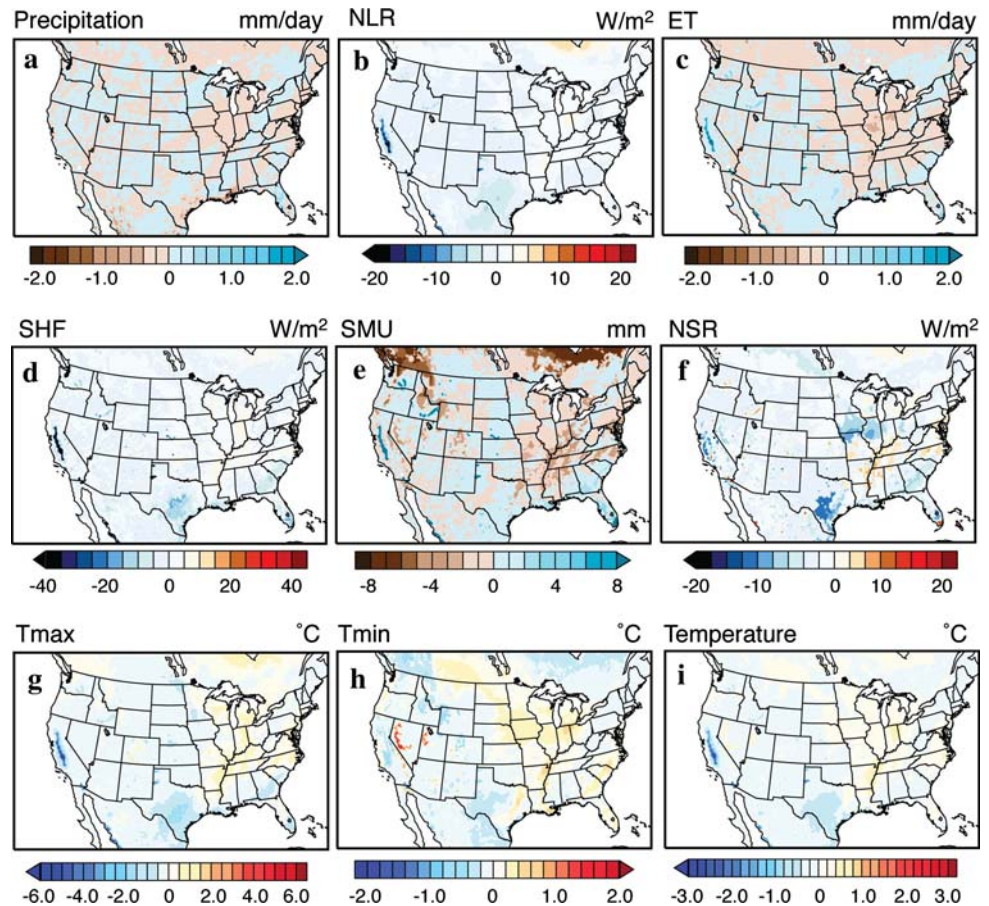 Precipitation mm/day NLR W/m² ET mm/day
a b c
-2.0 -1.0 0 1.0 2.0 -20 -10 0 10 20 -2.0 -1.0 0 1.0 2.0
SHF W/m² SMU mm NSR W/m²
d e f
-40 -20 0 20 40 -8 -4 0 4 8 -20 -10 0 10 20
Tmax °C Tmin °C Temperature °C
g h i
-6.0 -4.0 -2.0 0 2.0 4.0 6.0 -2.0 -1.0 0 1.0 2.0 -3.0 -2.0 -1.0 0 1.0 2.0 3.0